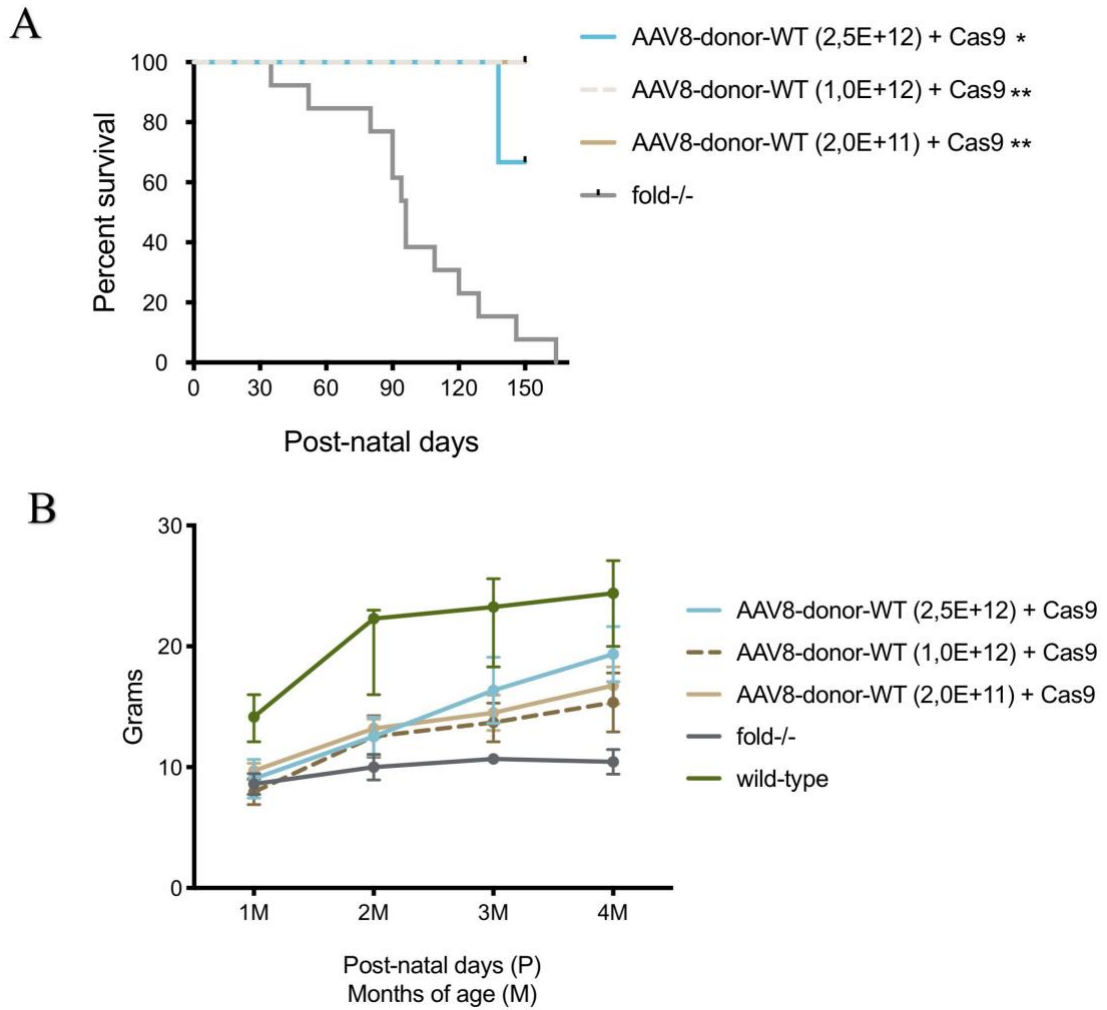 A
AAV8-donor-WT (2,5E+12) + Cas9 *
AAV8-donor-WT (1,0E+12) + Cas9 **
AAV8-donor-WT (2,0E+11) + Cas9 **
fold-/-
Percent survival
100
80
60
40
20
0
0 30 60 90 120 150
Post-natal days
B
Grams
30
20
10
0
1M 2M 3M 4M
Post-natal days (P)
Months of age (M)
AAV8-donor-WT (2,5E+12) + Cas9
AAV8-donor-WT (1,0E+12) + Cas9
AAV8-donor-WT (2,0E+11) + Cas9
fold-/-
wild-type